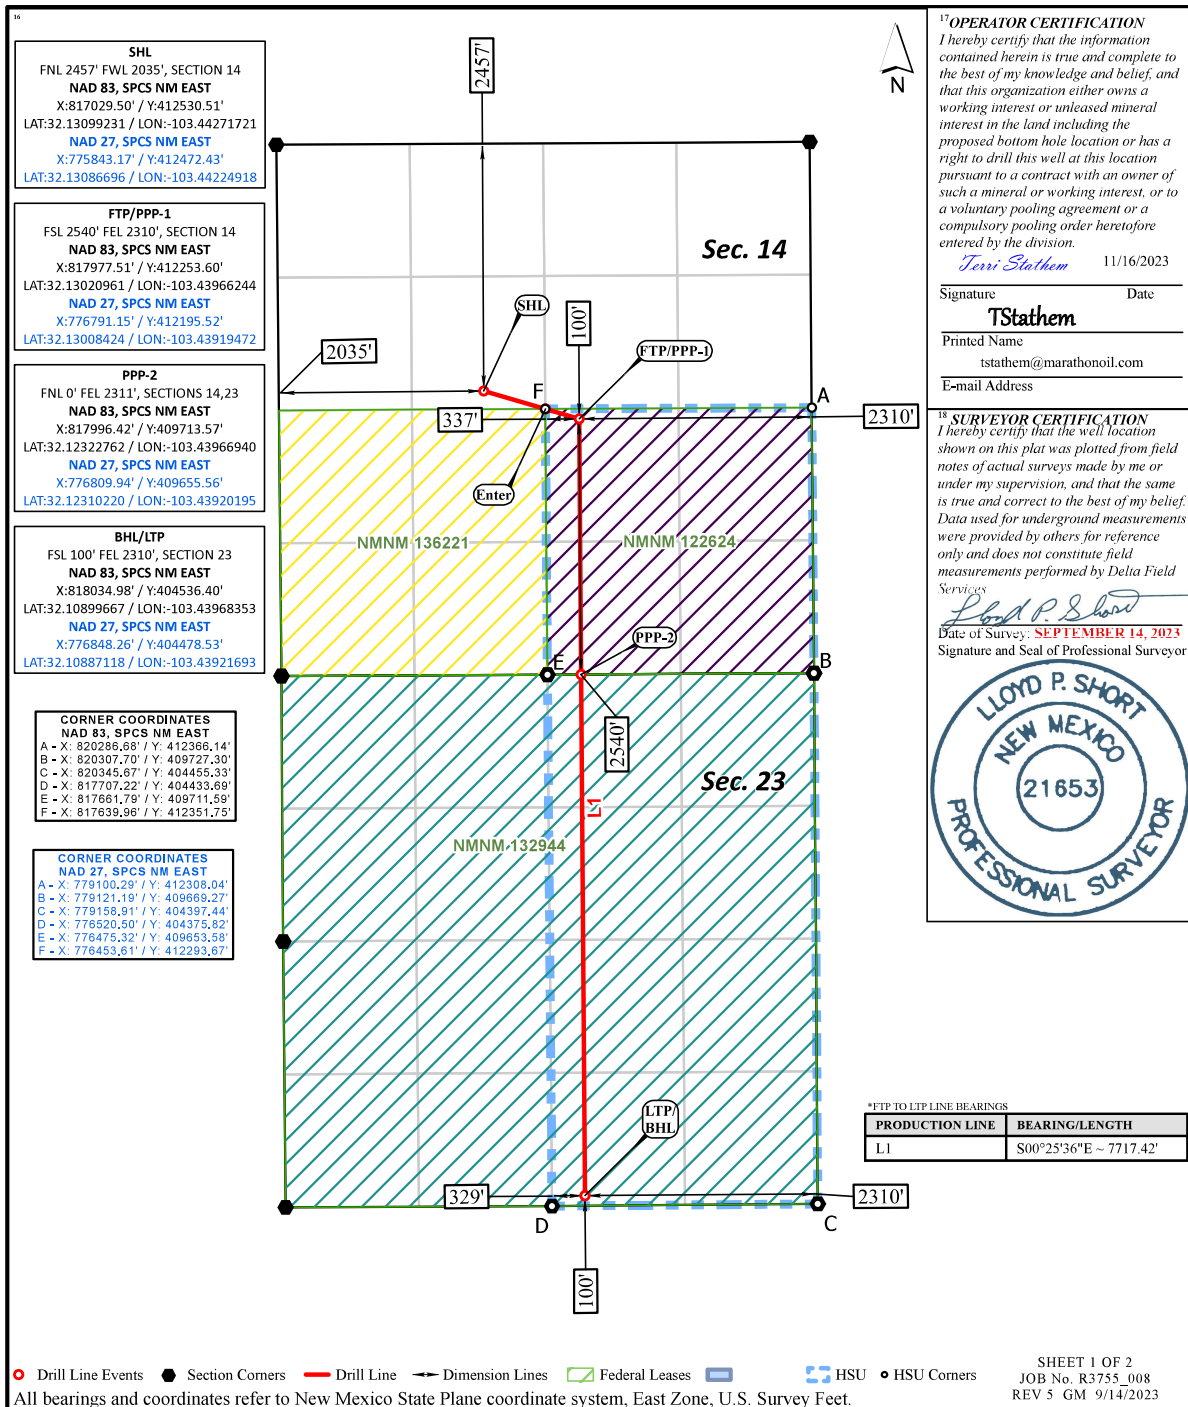 16
SHL
FNL 2457' FWL 2035', SECTION 14
NAD 83, SPCS NM EAST
X:817029.50' / Y:412530.51'
LAT:32.13099231 / LON:-103.44271721
NAD 27, SPCS NM EAST
X:775843.17' / Y:412472.43'
LAT:32.13086696 / LON:-103.44224918
FTP/PPP-1
FSL 2540' FEL 2310', SECTION 14
NAD 83, SPCS NM EAST
X:817977.51' / Y:412253.60'
LAT:32.13020961 / LON:-103.43966244
NAD 27, SPCS NM EAST
X:776791.15' / Y:412195.52'
LAT:32.13008424 / LON:-103.43919472
PPP-2
FNL 0' FEL 2311', SECTIONS 14,23
NAD 83, SPCS NM EAST
X:817996.42' / Y:409713.57'
LAT:32.12322762 / LON:-103.43966940
NAD 27, SPCS NM EAST
X:776809.94' / Y:409655.56'
LAT:32.12310220 / LON:-103.43920195
BHL/LTP
FSL 100' FEL 2310', SECTION 23
NAD 83, SPCS NM EAST
X:818034.98' / Y:404536.40'
LAT:32.10899667 / LON:-103.43968353
NAD 27, SPCS NM EAST
X:776848.26' / Y:404478.53'
LAT:32.10887118 / LON:-103.43921693
CORNER COORDINATES
NAD 83, SPCS NM EAST
A - X: 820286.68' / Y: 412366.14'
B - X: 820307.70' / Y: 409727.30'
C - X: 820345.67' / Y: 404455.33'
D - X: 817707.22' / Y: 404433.69'
E - X: 817661.79' / Y: 409711.59'
F - X: 817639.96' / Y: 412351.75'
CORNER COORDINATES
NAD 27, SPCS NM EAST
A - X: 779100.29' / Y: 412308.04'
B - X: 779121.19' / Y: 409669.27'
C - X: 779158.91' / Y: 404397.44'
D - X: 776520.50' / Y: 404375.82'
E - X: 776475.32' / Y: 409653.58'
F - X: 776453.61' / Y: 412293.67'
2457'
N
Sec. 14
SHL
100'
FTP/PPP-1
2035'
F
A
337'
2310'
Enter
NMNM 136221
NMNM 122624
PPP-2
E
B
2540'
Sec. 23
L1
NMNM 132944
LTP/
BHL
329'
2310'
D
C
100'
17 OPERATOR CERTIFICATION
I hereby certify that the information
contained herein is true and complete to
the best of my knowledge and belief, and
that this organization either owns a
working interest or unleased mineral
interest in the land including the
proposed bottom hole location or has a
right to drill this well at this location
pursuant to a contract with an owner of
such a mineral or working interest, or to
a voluntary pooling agreement or a
compulsory pooling order heretofore
entered by the division.
Terri Stathem 11/16/2023
Signature Date
TStathem
Printed Name
tstathem@marathonoil.com
E-mail Address
18 SURVEYOR CERTIFICATION
I hereby certify that the well location
shown on this plat was plotted from field
notes of actual surveys made by me or
under my supervision, and that the same
is true and correct to the best of my belief.
Data used for underground measurements
were provided by others for reference
only and does not constitute field
measurements performed by Delta Field
Services
Lloyd P. Short
Date of Survey: SEPTEMBER 14, 2023
Signature and Seal of Professional Surveyor
LLOYD P. SHORT
NEW MEXICO
21653
PROFESSIONAL SURVEYOR
*FTP TO LTP LINE BEARINGS
PRODUCTION LINE BEARING/LENGTH
L1 S00°25'36"E ~ 7717.42'
Drill Line Events Section Corners Drill Line Dimension Lines Federal Leases HSU HSU Corners
All bearings and coordinates refer to New Mexico State Plane coordinate system, East Zone, U.S. Survey Feet.
SHEET 1 OF 2
JOB No. R3755_008
REV 5 GM 9/14/2023